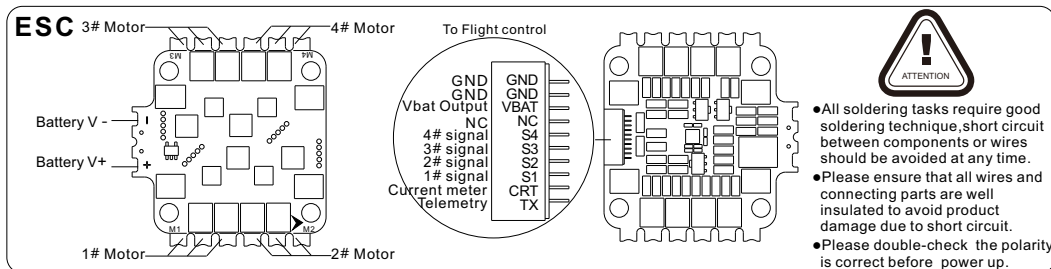 ESC
3# Motor
4# Motor
M3
M4
Battery V -
-
Battery V+
+
M1
M2
1# Motor
2# Motor
To Flight control
GND GND
GND GND
Vbat Output VBAT
NC NC
4# signal S4
3# signal S3
2# signal S2
1# signal S1
Current meter CRT
Telemetry TX
!
ATTENTION
●All soldering tasks require good
soldering technique,short circuit
between components or wires
should be avoided at any time.
●Please ensure that all wires and
connecting parts are well
insulated to avoid product
damage due to short circuit.
●Please double-check the polarity
is correct before power up.